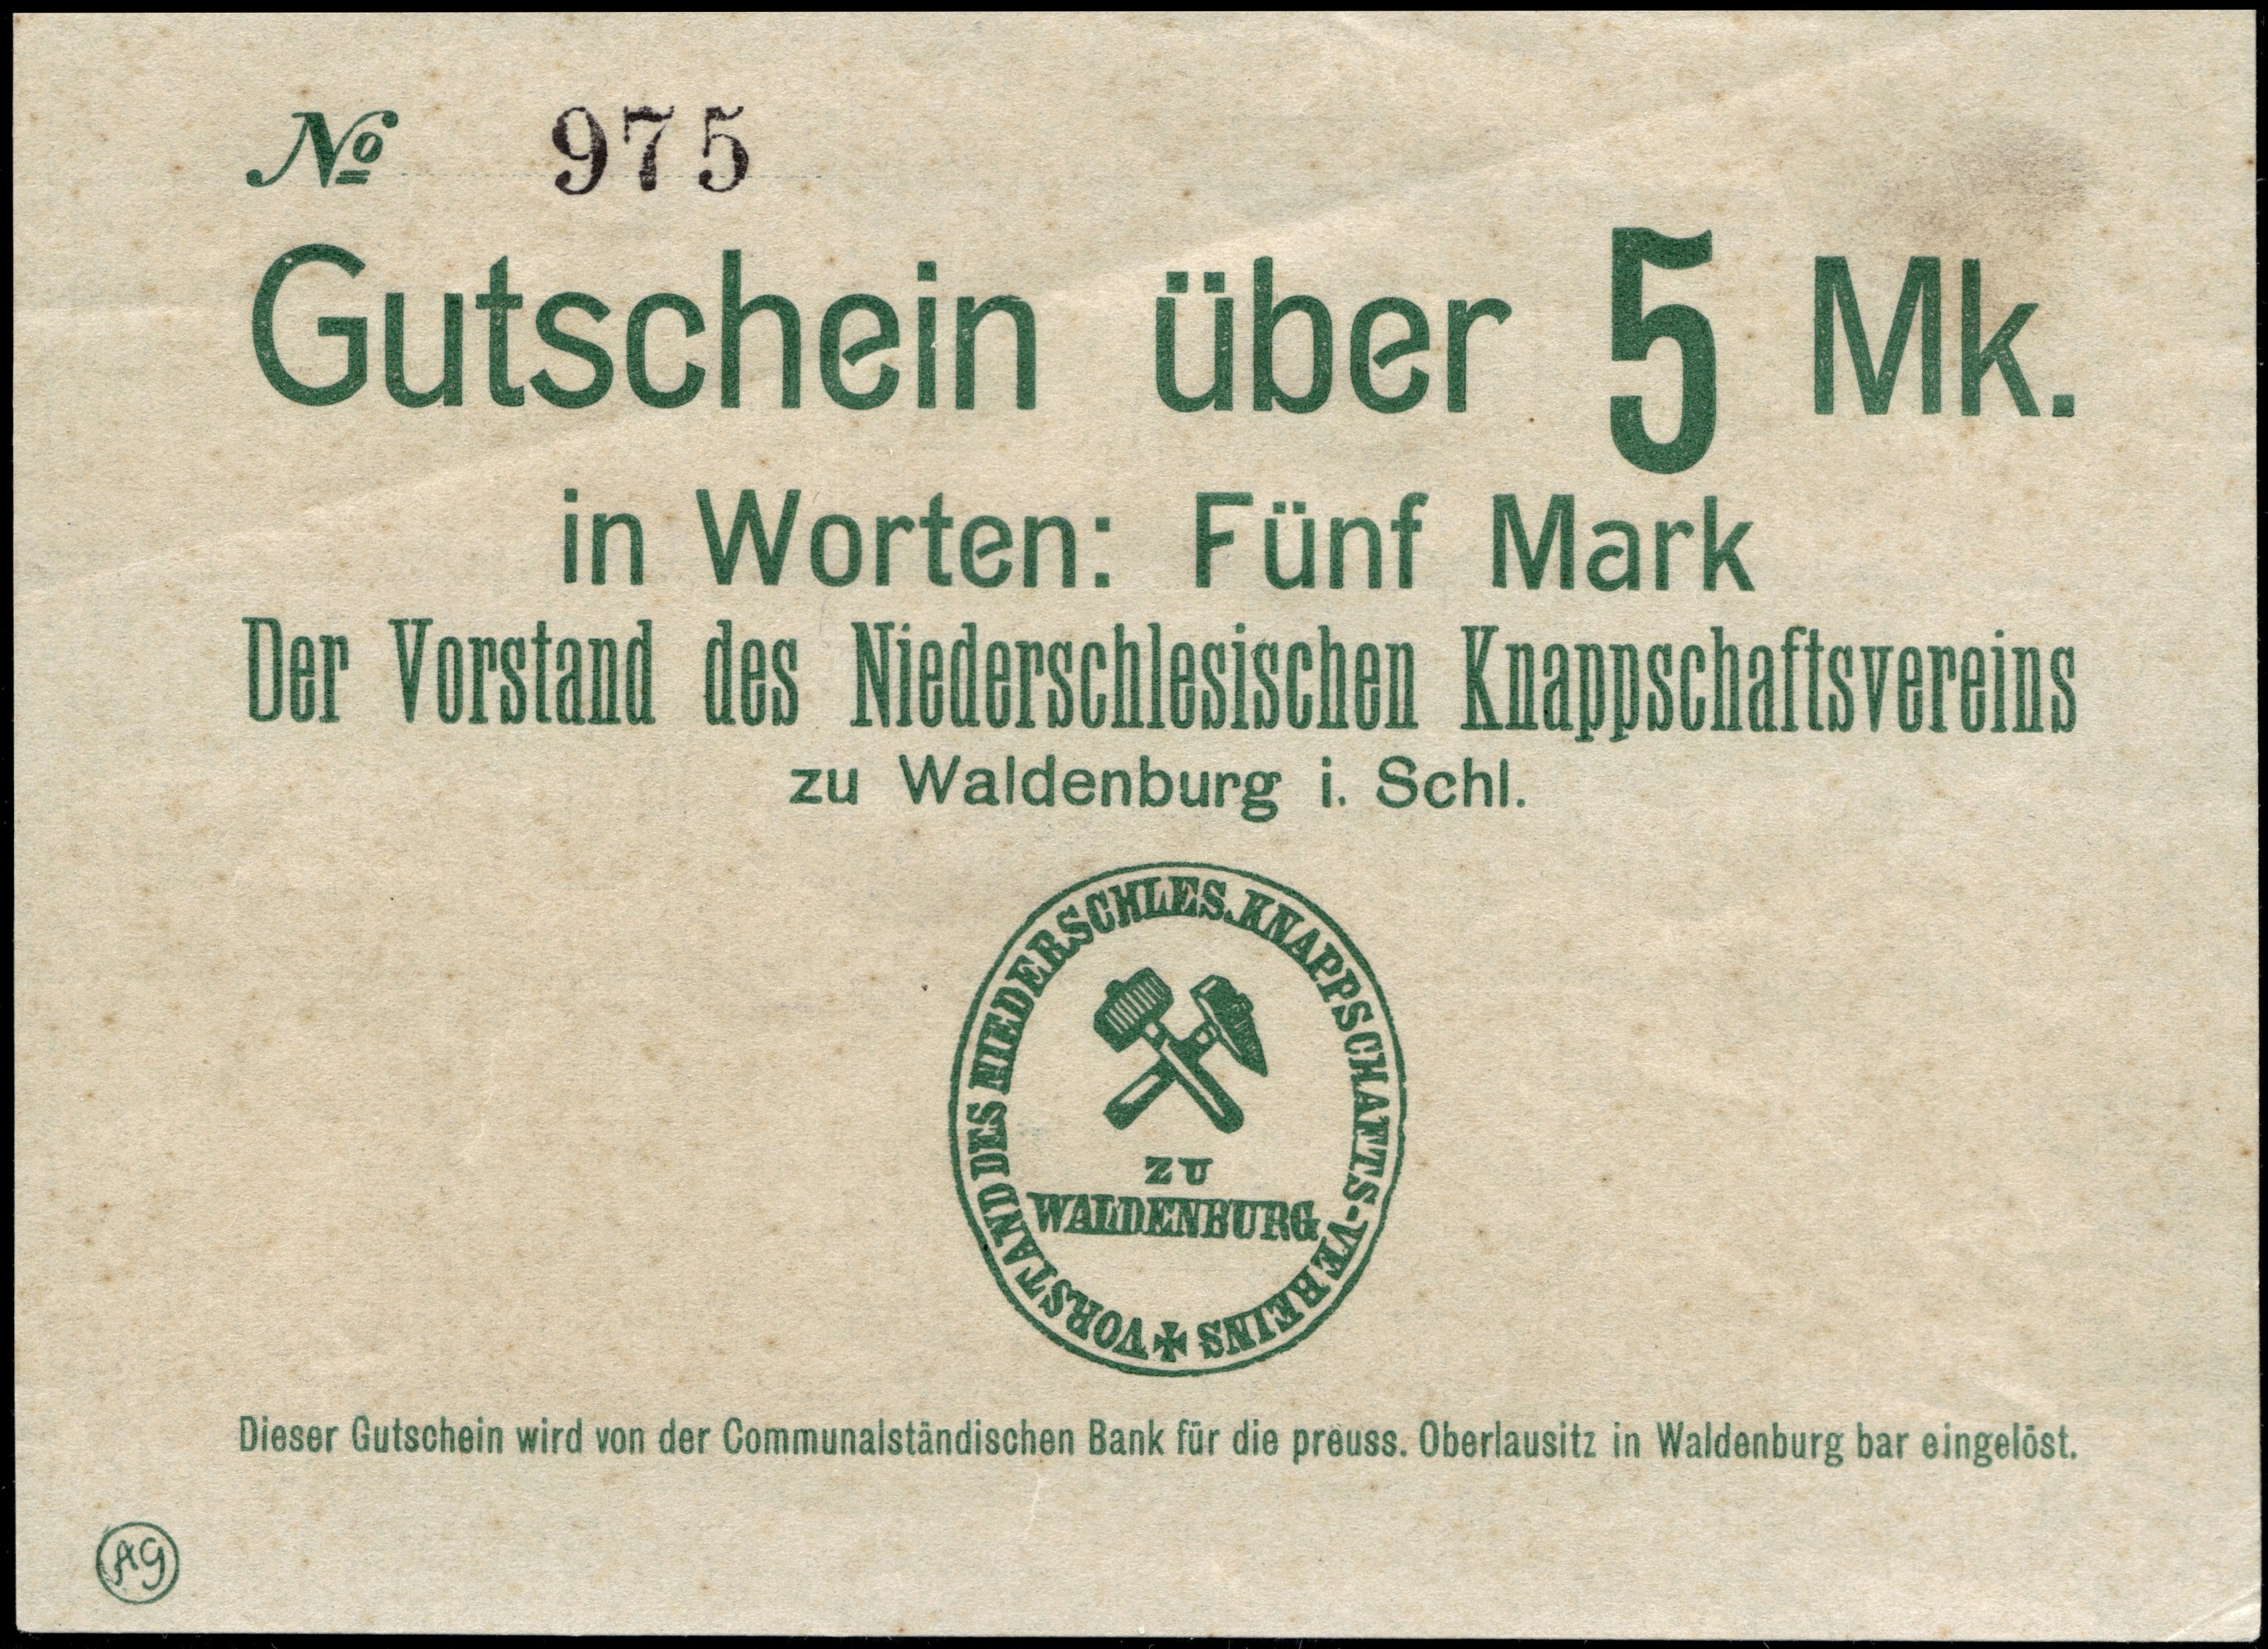 No 975
Gutschein über 5 Mk.
in Worten: Fünf Mark
Der Vorstand des Niederschlesischen Knappschaftsvereins
zu Waldenburg i. Schl.
VORSTAND DES NIEDERSCHLES. KNAPPSCHAFTS-VEREINS
ZU
WALDENBURG
Dieser Gutschein wird von der Communalständischen Bank für die preuss. Oberlausitz in Waldenburg bar eingelöst.
AG